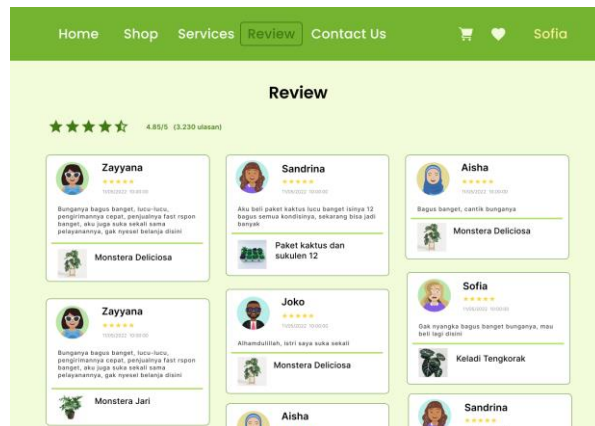 Home Shop Services Review Contact Us Sofia
Review
4.85/5 (3.230 ulasan)
Zayyana
11/05/2022 10:00:00
Bunganya bagus banget, lucu-lucu,
pengirimannya cepat, penjualnya fast rspon
banget, aku juga suka sekali sama
pelayanannya, gak nyesel belanja disini
Monstera Deliciosa
Zayyana
11/05/2022 10:00:00
Bunganya bagus banget, lucu-lucu,
pengirimannya cepat, penjualnya fast rspon
banget, aku juga suka sekali sama
pelayanannya, gak nyesel belanja disini
Monstera Jari
Sandrina
11/05/2022 10:00:00
Aku beli paket kaktus lucu banget isinya 12
bagus semua kondisinya, sekarang bisa jadi
banyak
Paket kaktus dan
sukulen 12
Joko
11/05/2022 10:00:00
Alhamdulillah, istri saya suka sekali
Monstera Deliciosa
Aisha
Aisha
11/05/2022 10:00:00
Bagus banget, cantik bunganya
Monstera Deliciosa
Sofia
11/05/2022 10:00:00
Gak nyangka bagus banget bunganya, mau
beli lagi disini
Keladi Tengkorak
Sandrina